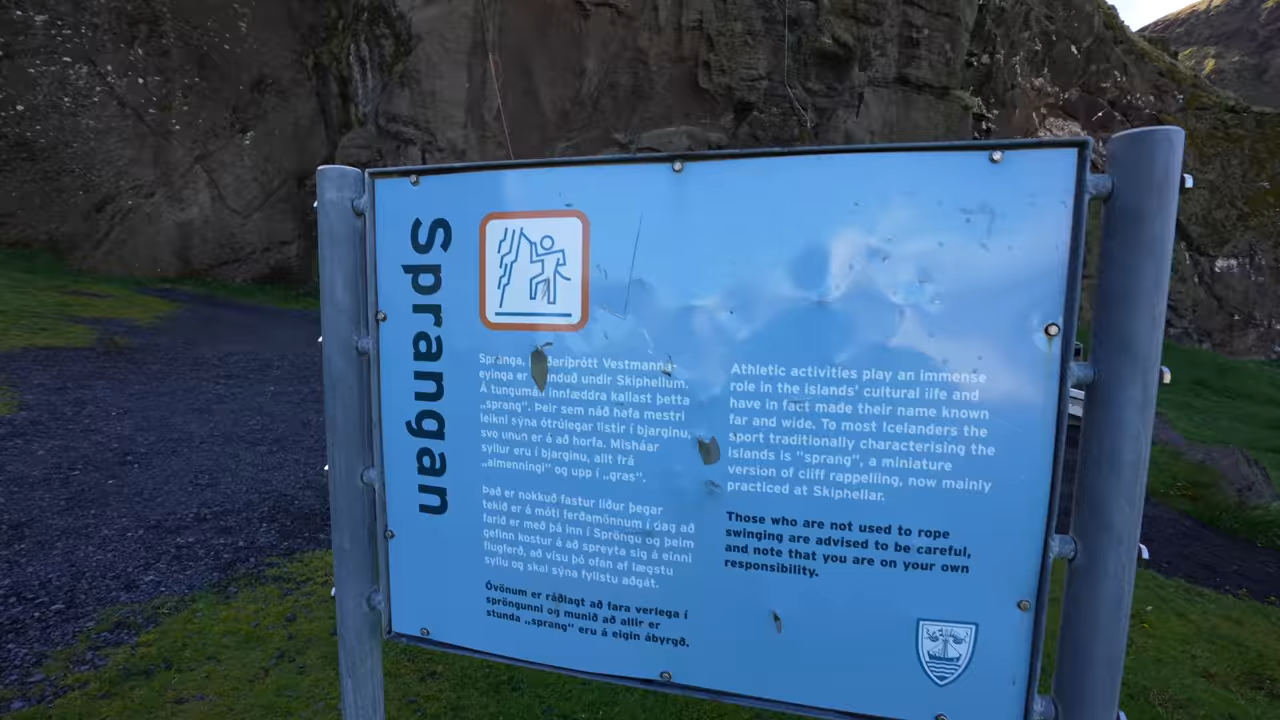 Sprangan
Spranga, þjóðaríþrótt Vestmanna-
eyinga er stunduð undir Skiphellum.
Á tungumáli innfæddra kallast þetta
„sprang”. Þeir sem náð hafa mestri
leikni sýna ótrúlegar listir í bjarginu,
svo unun er á að horfa. Misháar
syllur eru í bjarginu, allt frá
„almenningi” og upp í „gras”.
Það er nokkuð fastur liður þegar
tekið er á móti ferðamönnum í dag að
farið er með þá inn í Spröngu og þeim
gefinn kostur á að spreyta sig á einni
flugferð, að vísu þó ofan af lægstu
syllu og skal sýna fyllstu aðgát.
Óvönum er ráðlagt að fara verlega í
spröngunni og munið að allir er
stunda „sprang” eru á eigin ábyrgð.
Athletic activities play an immense
role in the islands' cultural life and
have in fact made their name known
far and wide. To most Icelanders the
sport traditionally characterising the
islands is "sprang", a miniature
version of cliff rappelling, now mainly
practiced at Skiphellar.
Those who are not used to rope
swinging are advised to be careful,
and note that you are on your own
responsibility.